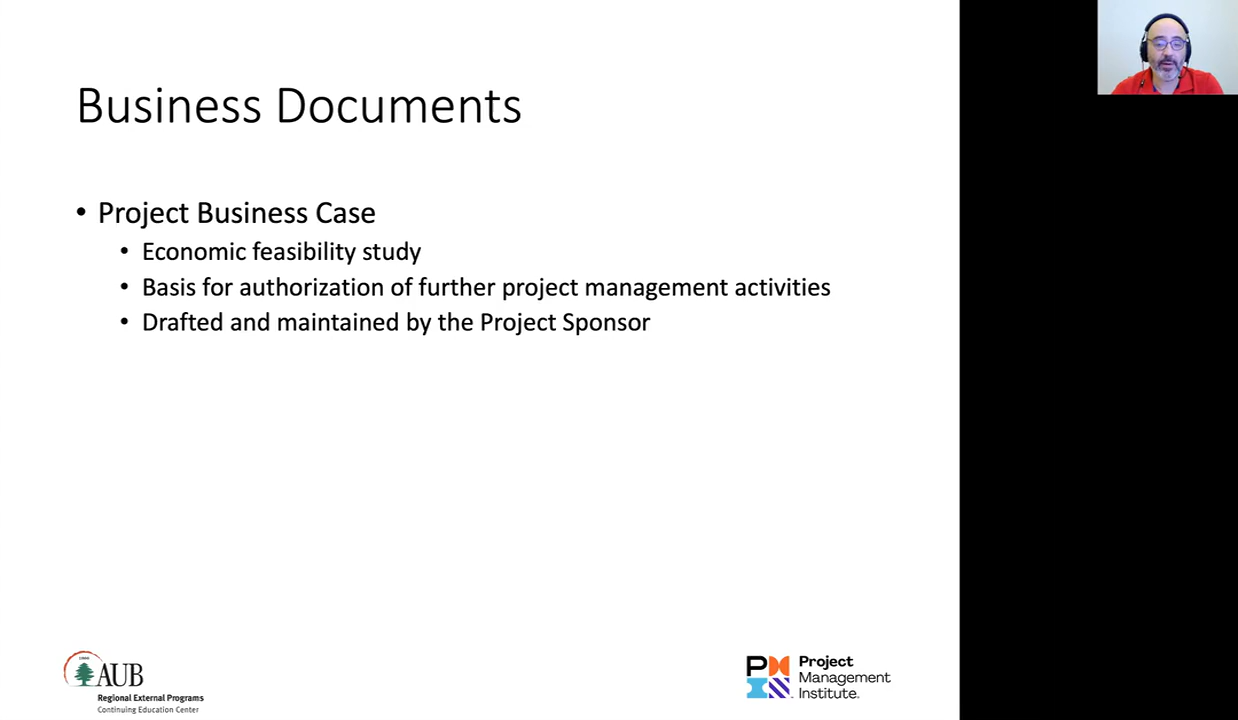 Business Documents
• Project Business Case
• Economic feasibility study
• Basis for authorization of further project management activities
• Drafted and maintained by the Project Sponsor
AUB
Regional External Programs
Continuing Education Center
Project
Management
Institute.